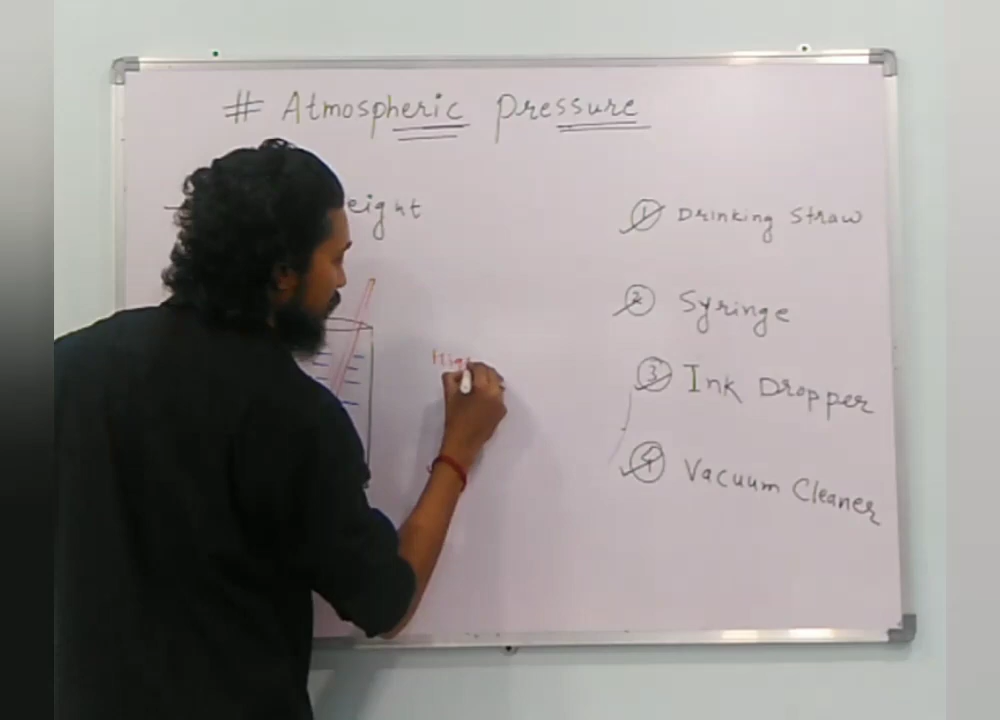 # Atmospheric Pressure
eight
① Drinking Straw
② Syringe
③ Ink Dropper
④ Vacuum Cleaner